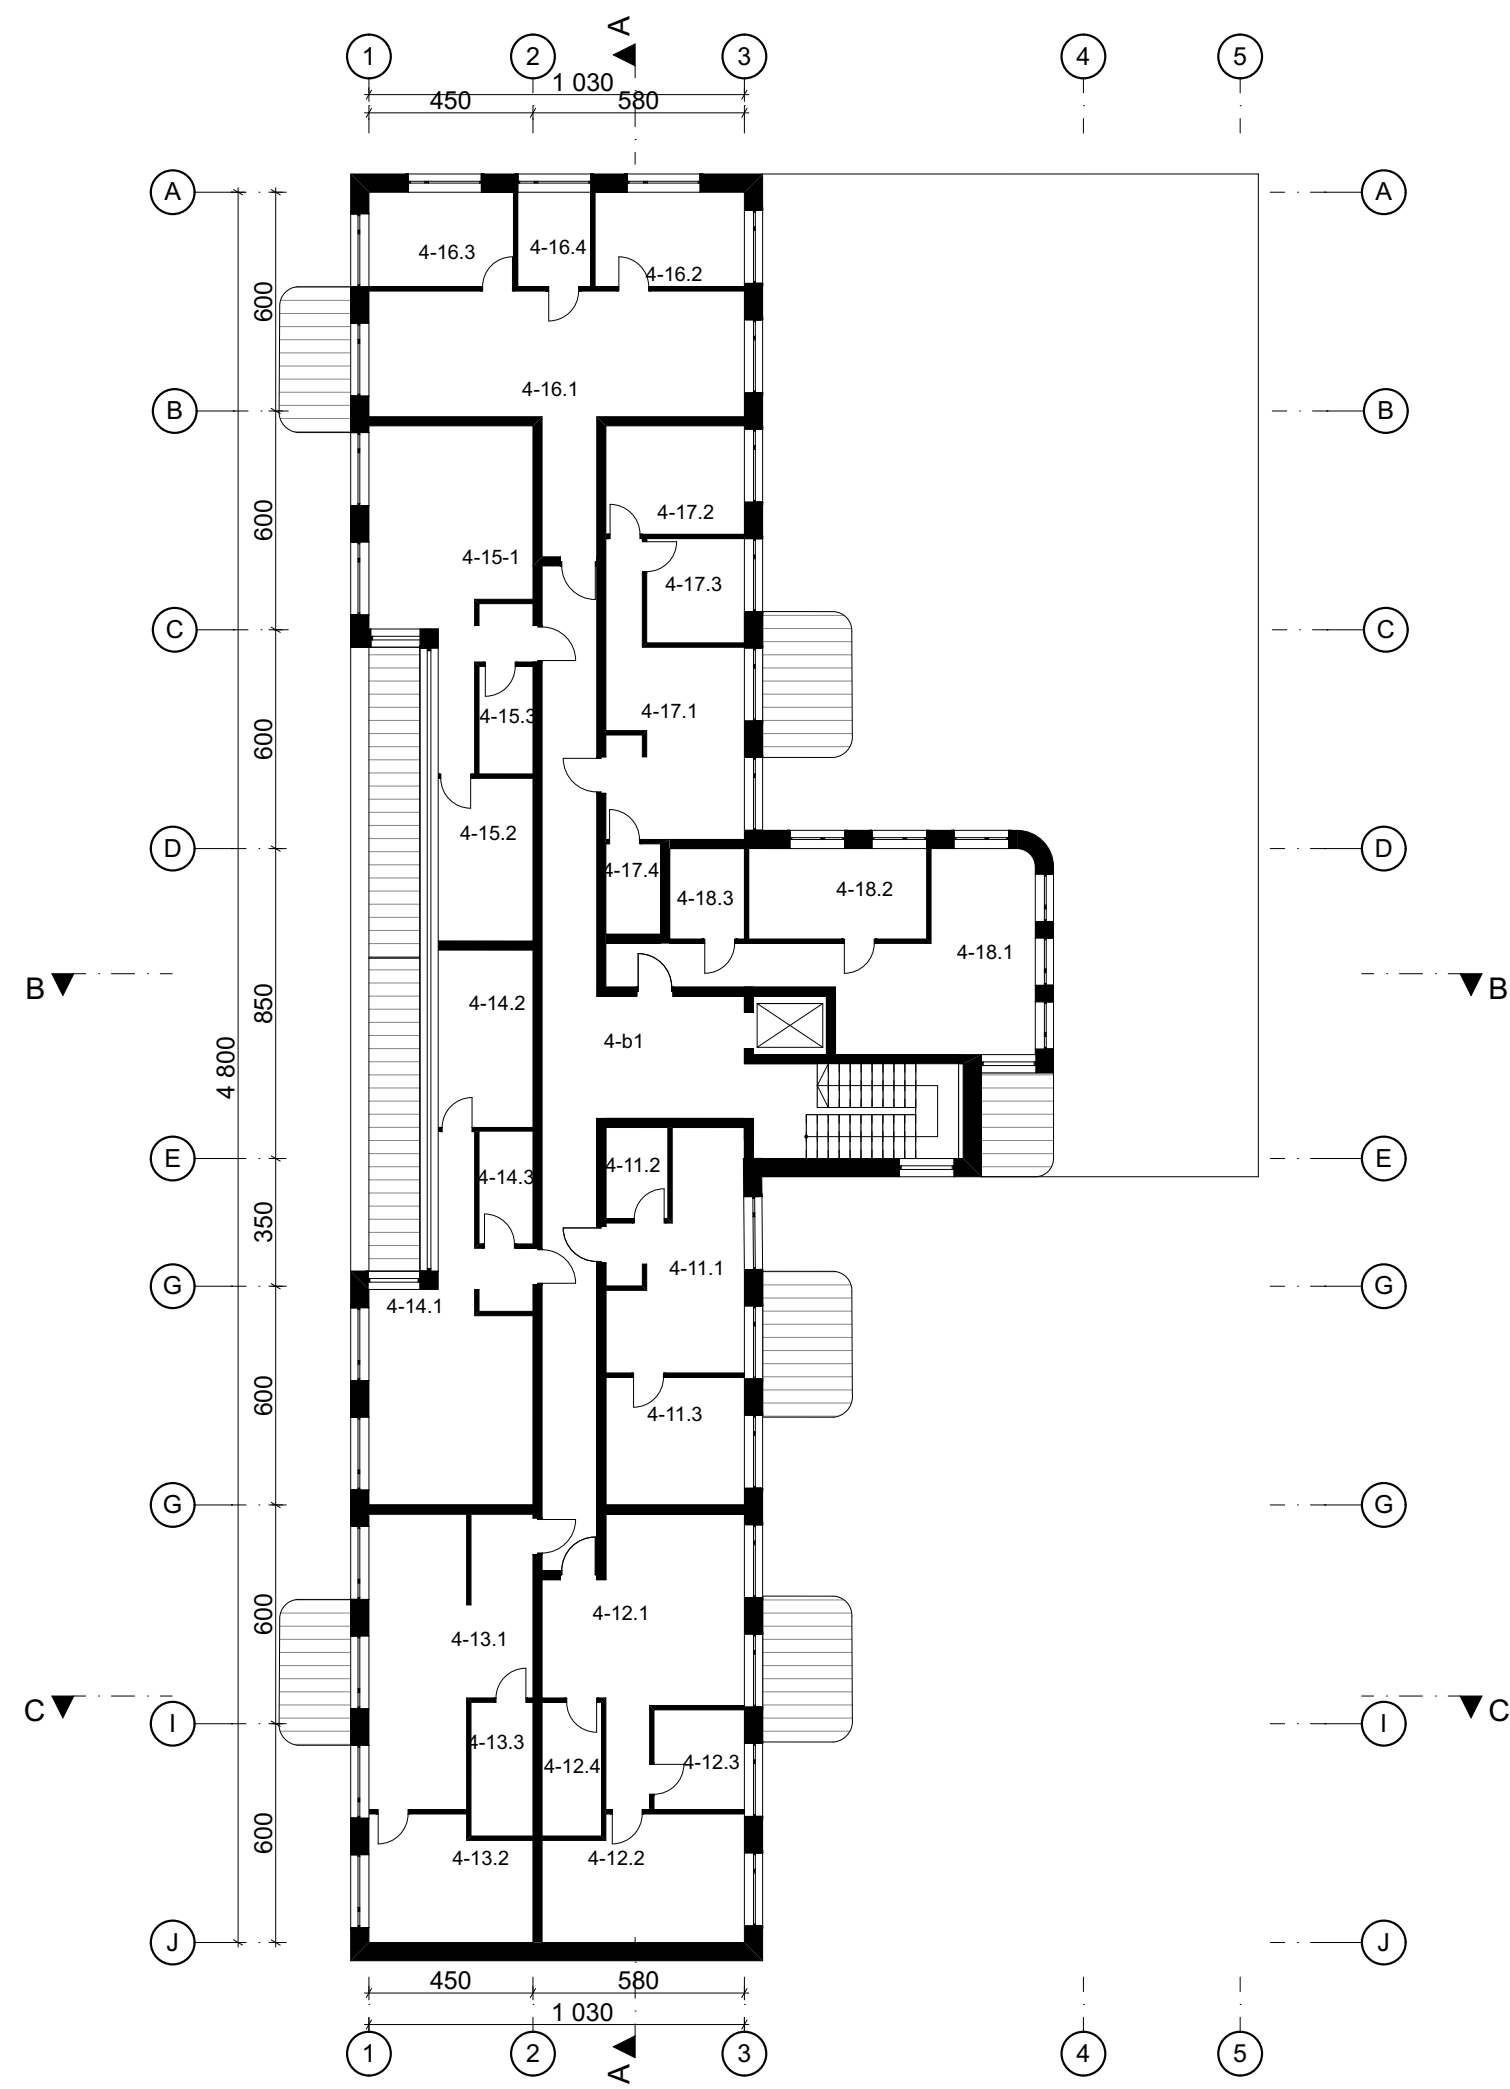 A
1
2
3
4
5
1 030
450
580
A
A
4-16.3
4-16.4
4-16.2
600
4-16.1
B
B
4-17.2
600
4-15-1
4-17.3
C
C
4-17.1
4-15.3
600
4-15.2
D
D
4-17.4
4-18.3
4-18.2
4-18.1
B
B
4-14.2
850
4-b1
4 800
E
E
4-11.2
4-14.3
350
4-11.1
G
G
4-14.1
600
4-11.3
G
G
600
4-12.1
4-13.1
C
C
I
I
4-13.3
4-12.4
4-12.3
600
4-13.2
4-12.2
J
J
450
580
1 030
1
2
3
4
5
A